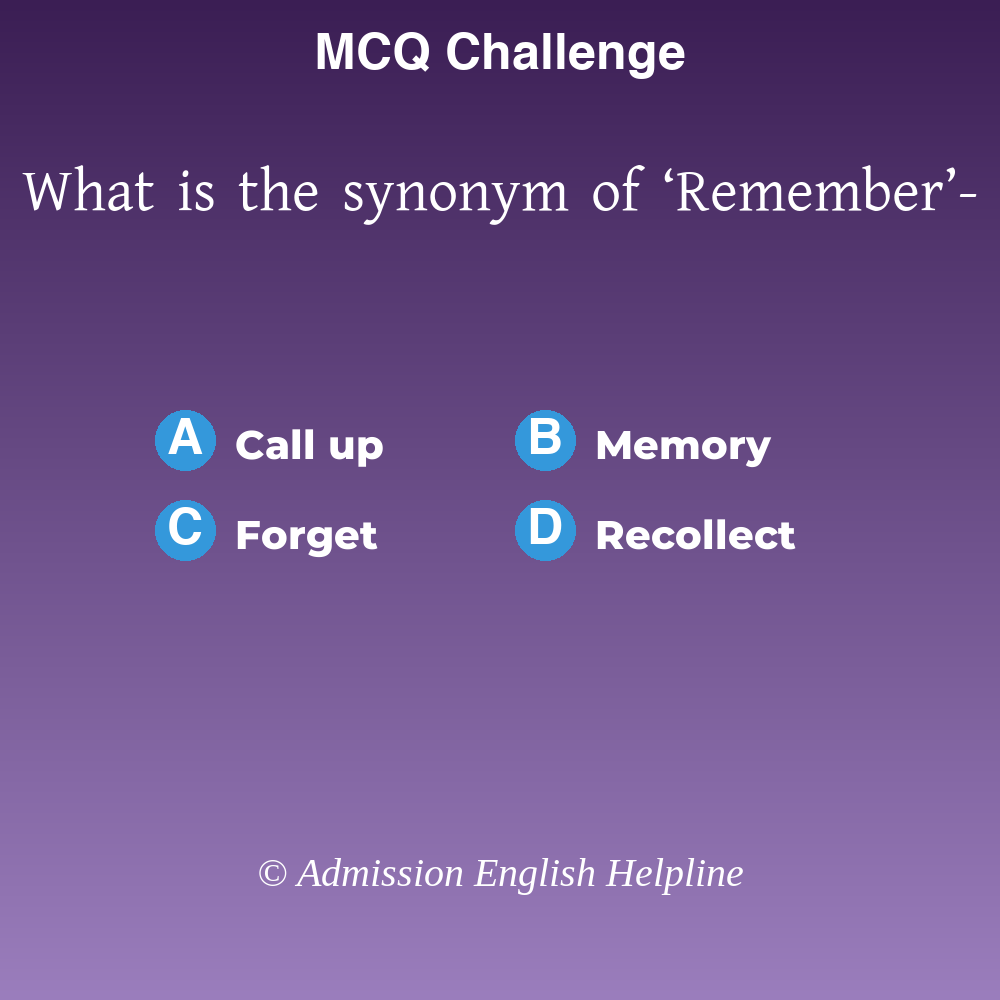 MCQ Challenge
What is the synonym of ‘Remember’-
A Call up B Memory
C Forget D Recollect
© Admission English Helpline